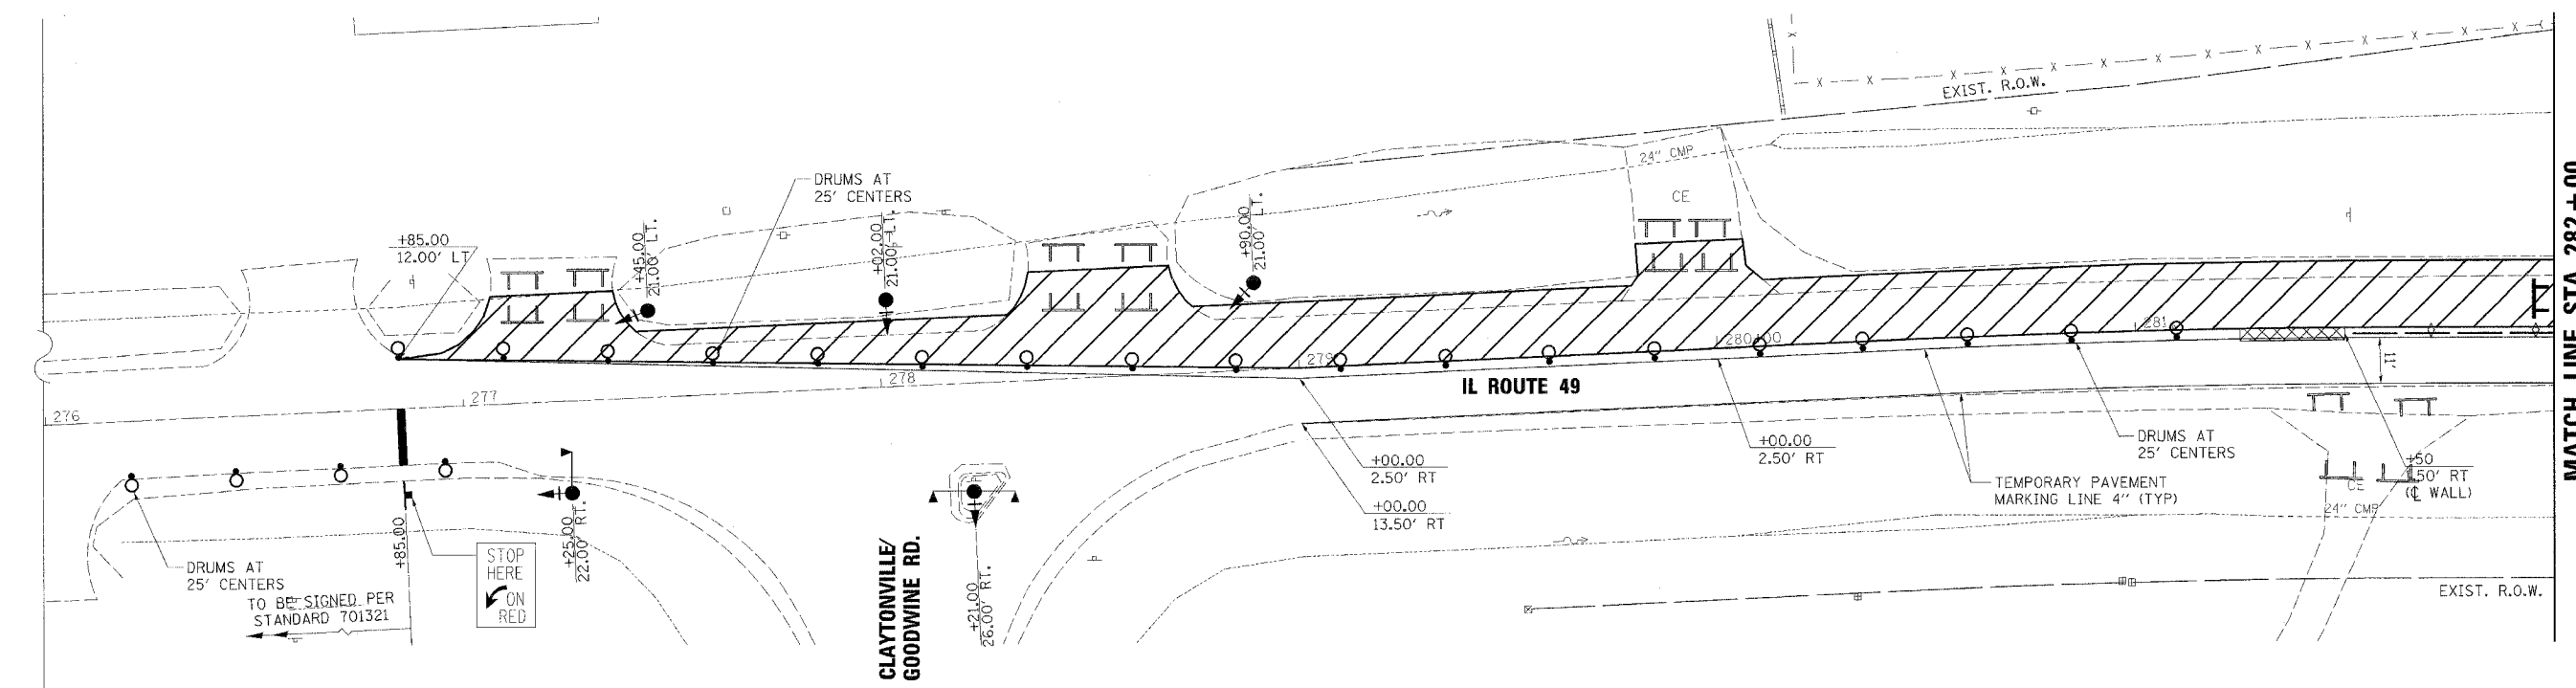 EXIST. R.O.W.
24" CMP
CE
DRUMS AT
25' CENTERS
+85.00
12.00' LT
+45.00
21.00' LT.
+02.00
21.00' LT.
+90.00
21.00' LT.
276
277
278
279
280+00
281
IL ROUTE 49
11'
MATCH LINE STA 282+00
+00.00
2.50' RT
+00.00
13.50' RT
+00.00
2.50' RT
DRUMS AT
25' CENTERS
TEMPORARY PAVEMENT
MARKING LINE 4" (TYP)
+50
.50' RT
(℄ WALL)
CE
24" CMP
EXIST. R.O.W.
DRUMS AT
25' CENTERS
TO BE SIGNED PER
STANDARD 701321
+85.00
STOP
HERE
ON
RED
+25.00
22.00' RT.
CLAYTONVILLE/
GOODWINE RD.
+21.00
26.00' RT.